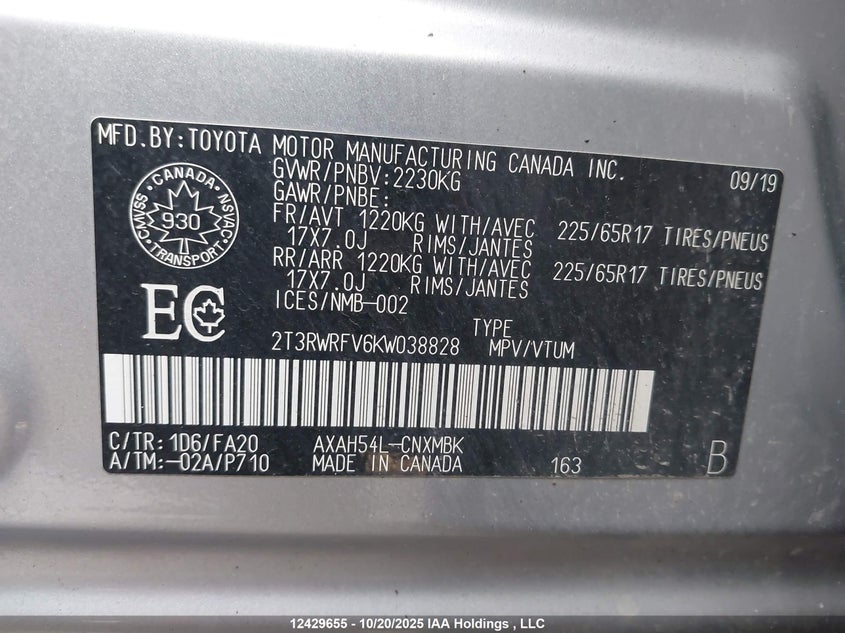 MFD.BY:TOYOTA MOTOR MANUFACTURING CANADA INC.
09/19
GVWR/PNBV:2230KG
GAWR/PNBE:
FR/AVT 1220KG WITH/AVEC 225/65R17 TIRES/PNEUS
17X7.0J RIMS/JANTES
RR/ARR 1220KG WITH/AVEC 225/65R17 TIRES/PNEUS
17X7.0J RIMS/JANTES
ICES/NMB-002
CANADA
CMVSS
NSVAC
930
TRANSPORT
EC
TYPE
2T3RWRFV6KW038828 MPV/VTUM
C/TR:1D6/FA20 AXAH54L-CNXMBK
A/TM:-02A/P710 MADE IN CANADA 163 B
12429655 - 10/20/2025 IAA Holdings , LLC